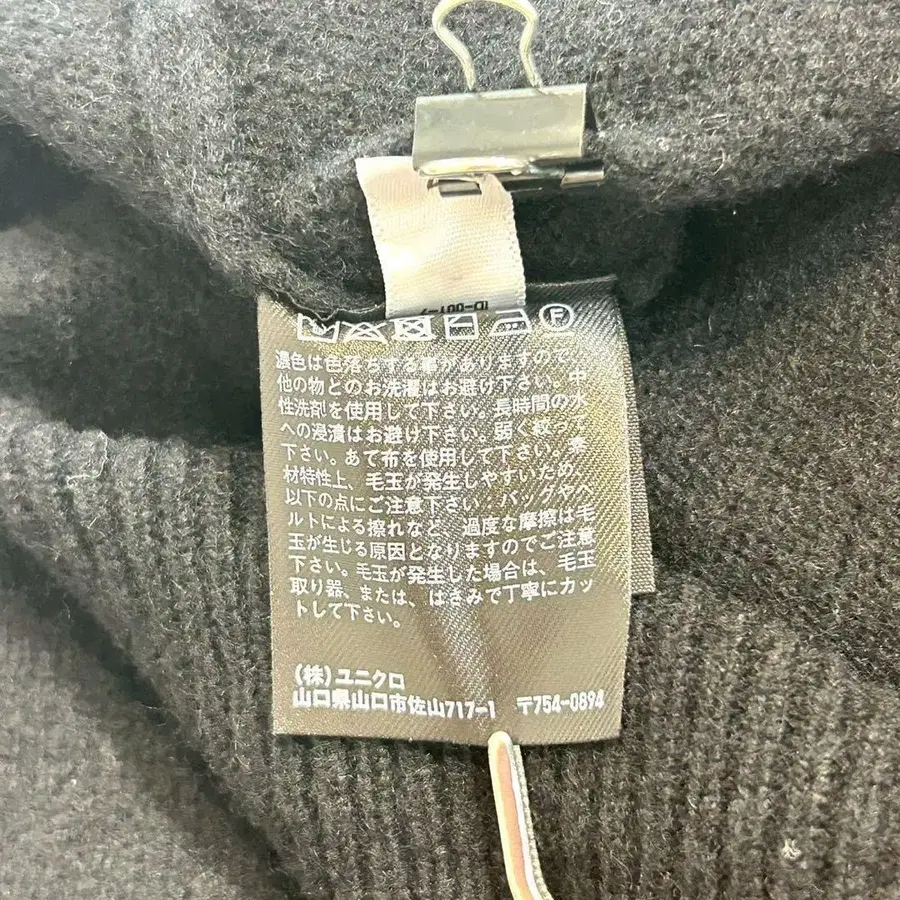 濃色は色落ちする事がありますので、
他の物とのお洗濯はお避け下さい。中
性洗剤を使用して下さい。長時間の水
への浸漬はお避け下さい。弱く絞って
下さい。あて布を使用して下さい。素
材特性上、毛玉が発生しやすいため、
以下の点にご注意下さい。バッグやベ
ルトによる擦れなど、過度な摩擦は毛
玉が生じる原因となりますのでご注意
下さい。毛玉が発生した場合は、毛玉
取り器、または、はさみで丁寧にカッ
トして下さい。
(株)ユニクロ
山口県山口市佐山717-1 〒754-0894